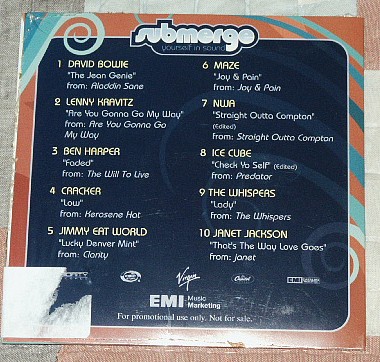 submerge
yourself in sound
1 DAVID BOWIE
"The Jean Genie"
from: Aladdin Sane
2 LENNY KRAVITZ
"Are You Gonna Go My Way"
from: Are You Gonna Go
My Way
3 BEN HARPER
"Faded"
from: The Will To Live
4 CRACKER
"Low"
from: Kerosene Hat
5 JIMMY EAT WORLD
"Lucky Denver Mint"
from: Clarity
6 MAZE
"Joy & Pain"
from: Joy & Pain
7 NWA
"Straight Outta Compton"
(Edited)
from: Straight Outta Compton
8 ICE CUBE
"Check Yo Self" (Edited)
from: Predator
9 THE WHISPERS
"Lady"
from: The Whispers
10 JANET JACKSON
"That's The Way Love Goes"
from: janet
Virgin
Capitol
EMI
EMI Music
Marketing
For promotional use only. Not for sale.